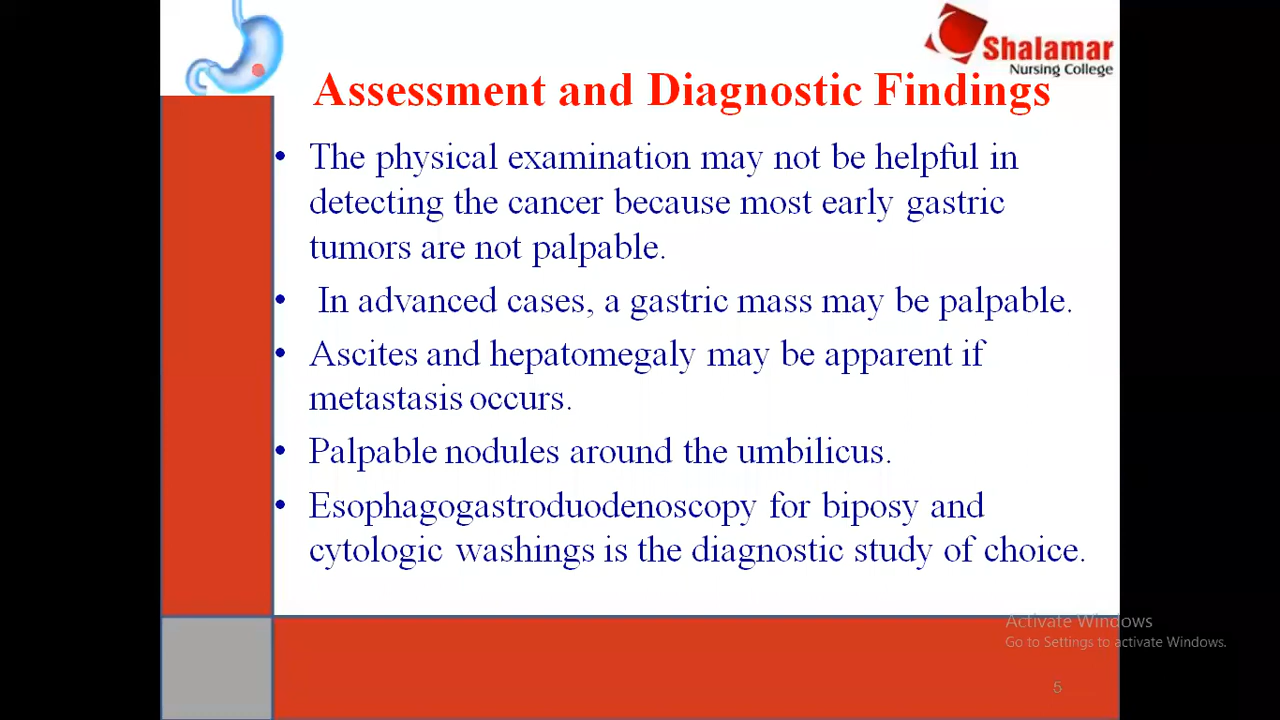 Shalamar
Nursing College
Assessment and Diagnostic Findings
• The physical examination may not be helpful in
detecting the cancer because most early gastric
tumors are not palpable.
• In advanced cases, a gastric mass may be palpable.
• Ascites and hepatomegaly may be apparent if
metastasis occurs.
• Palpable nodules around the umbilicus.
• Esophagogastroduodenoscopy for biposy and
cytologic washings is the diagnostic study of choice.
Activate Windows
Go to Settings to activate Windows.
5